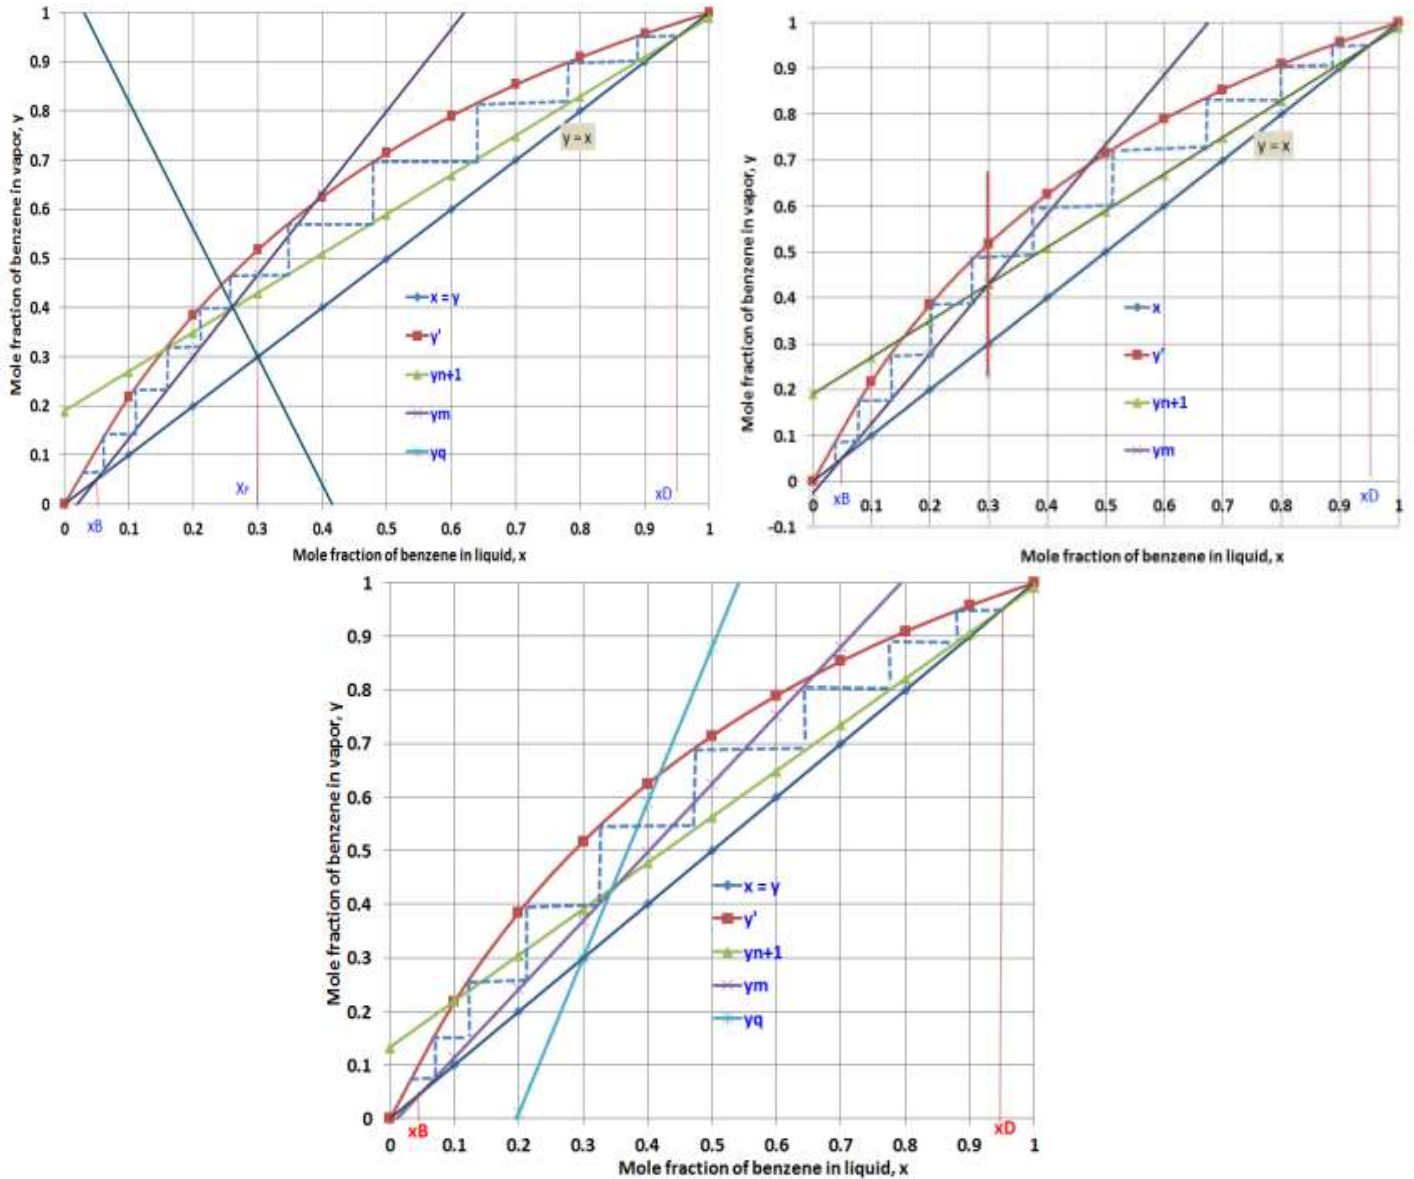 1
0.9
0.8
0.7
0.6
0.5
0.4
0.3
0.2
0.1
0
Mole fraction of benzene in vapor, y
y = x
x = y
y'
yn+1
ym
yq
XF
xD
xB
0 0.1 0.2 0.3 0.4 0.5 0.6 0.7 0.8 0.9 1
Mole fraction of benzene in liquid, x
1
0.9
0.8
0.7
0.6
0.5
0.4
0.3
0.2
0.1
0
-0.1
Mole fraction of benzene in vapor, y
y = x
x
y'
yn+1
ym
xB
xD
0 0.1 0.2 0.3 0.4 0.5 0.6 0.7 0.8 0.9 1
Mole fraction of benzene in liquid, x
1
0.9
0.8
0.7
0.6
0.5
0.4
0.3
0.2
0.1
0
Mole fraction of benzene in vapor, y
x = y
y'
yn+1
ym
yq
xB
xD
0 0.1 0.2 0.3 0.4 0.5 0.6 0.7 0.8 0.9 1
Mole fraction of benzene in liquid, x